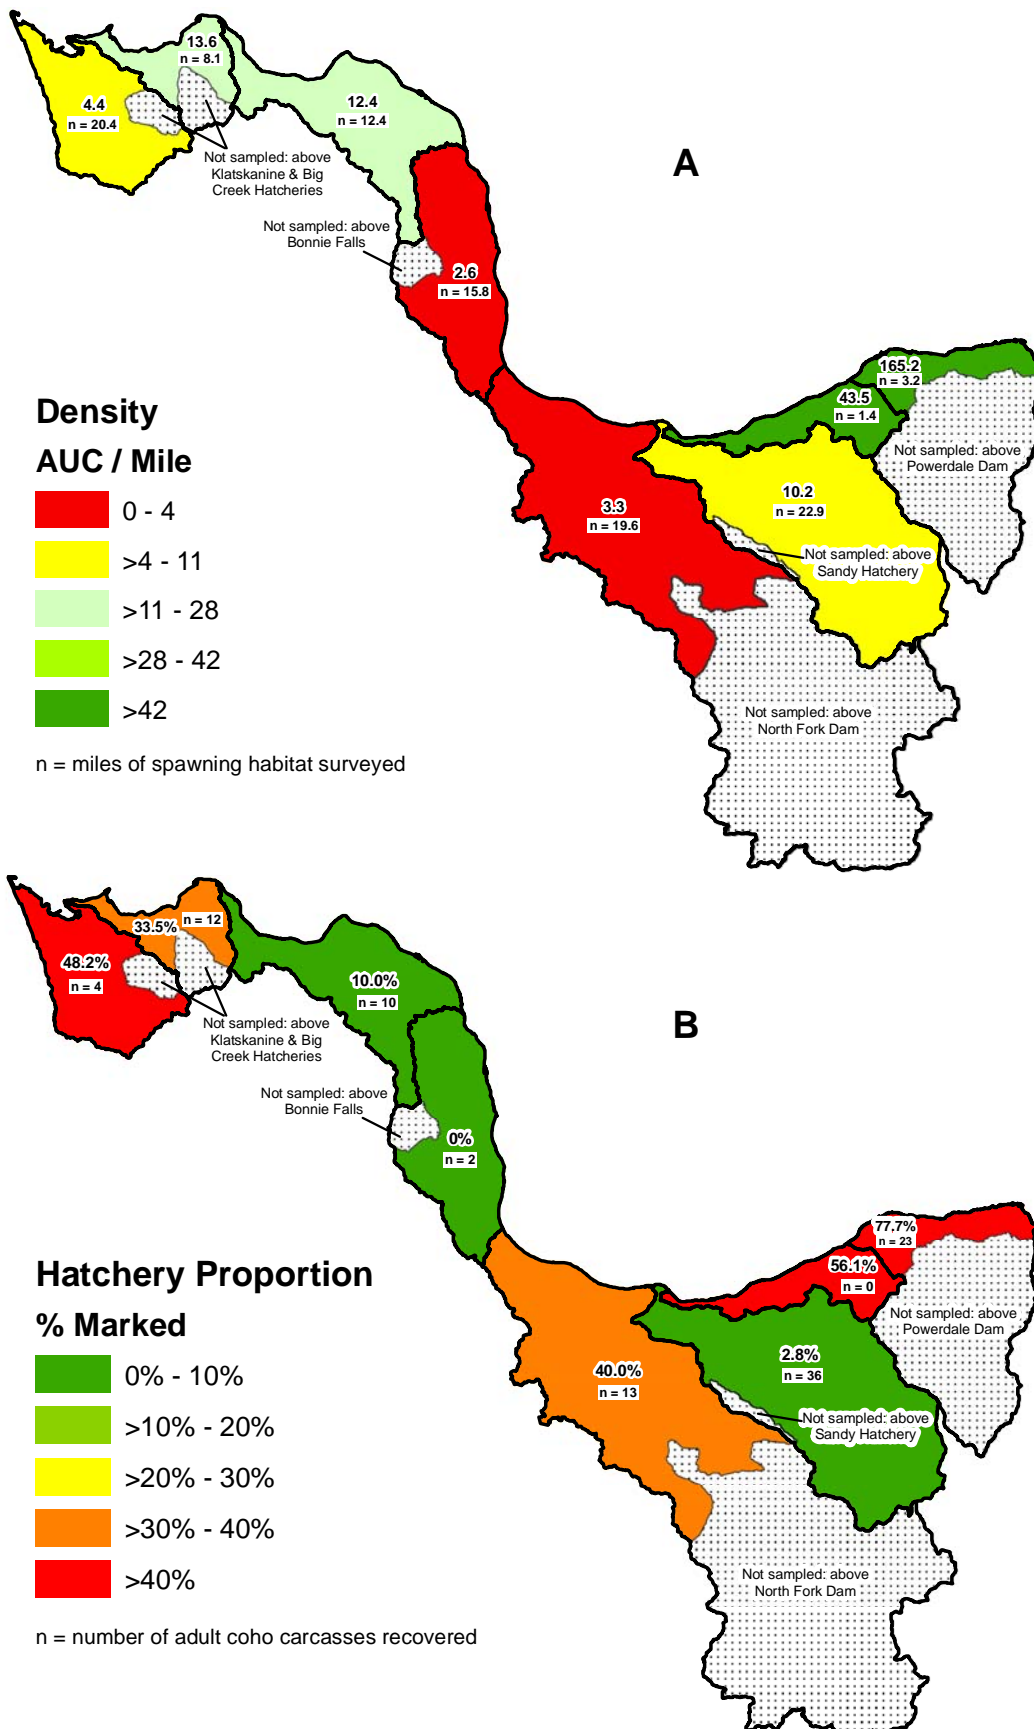 13.6
n = 8.1
4.4
n = 20.4
12.4
n = 12.4
Not sampled: above
Klatskanine & Big
Creek Hatcheries
A
Not sampled: above
Bonnie Falls
2.6
n = 15.8
165.2
n = 3.2
43.5
n = 1.4
Not sampled: above
Powerdale Dam
10.2
n = 22.9
3.3
n = 19.6
Not sampled: above
Sandy Hatchery
Not sampled: above
North Fork Dam
Density
AUC / Mile
0 - 4
>4 - 11
>11 - 28
>28 - 42
>42
n = miles of spawning habitat surveyed
33.5%
n = 12
48.2%
n = 4
10.0%
n = 10
Not sampled: above
Klatskanine & Big
Creek Hatcheries
B
Not sampled: above
Bonnie Falls
0%
n = 2
77.7%
n = 23
56.1%
n = 0
Not sampled: above
Powerdale Dam
2.8%
n = 36
40.0%
n = 13
Not sampled: above
Sandy Hatchery
Not sampled: above
North Fork Dam
Hatchery Proportion
% Marked
0% - 10%
>10% - 20%
>20% - 30%
>30% - 40%
>40%
n = number of adult coho carcasses recovered